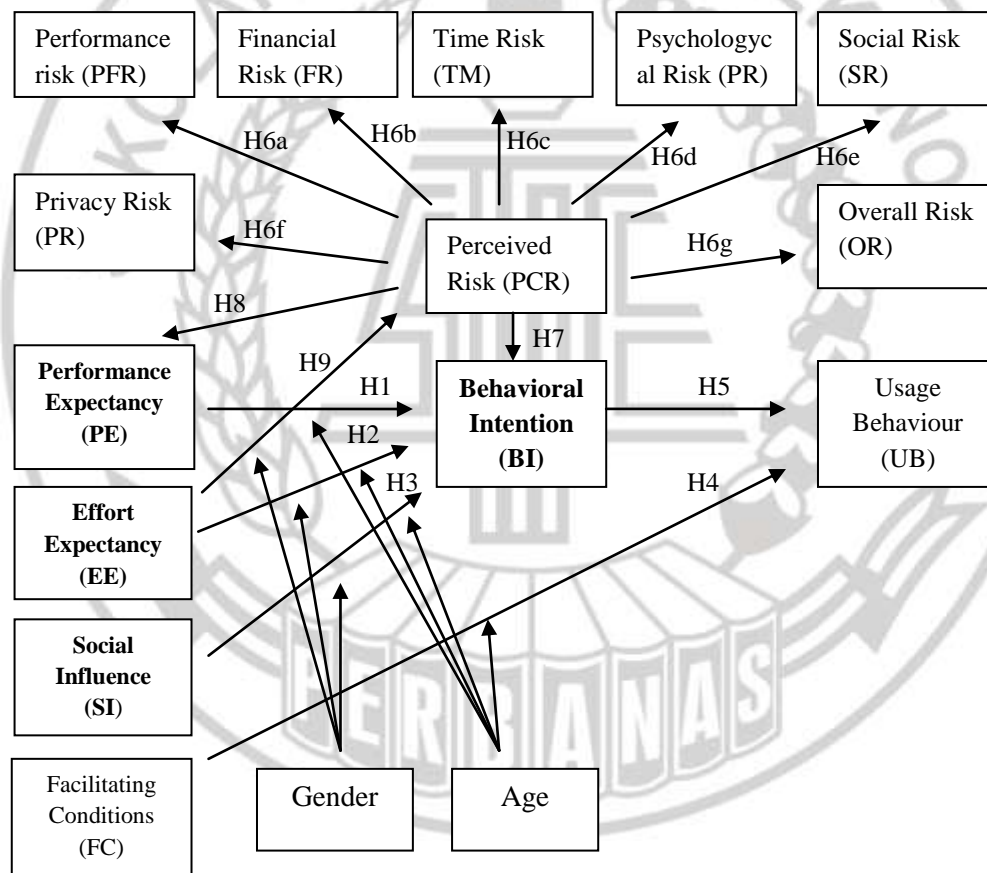 Performance
risk (PFR)
Financial
Risk (FR)
Time Risk
(TM)
Psychologyc
al Risk (PR)
Social Risk
(SR)
H6a
H6b
H6c
H6d
H6e
Privacy Risk
(PR)
H6f
Perceived
Risk (PCR)
H6g
Overall Risk
(OR)
H8
H9
H7
Performance
Expectancy
(PE)
H1
Behavioral
Intention
(BI)
H5
Usage
Behaviour
(UB)
H2
H3
H4
Effort
Expectancy
(EE)
Social
Influence
(SI)
Facilitating
Conditions
(FC)
Gender
Age
PERBANAS